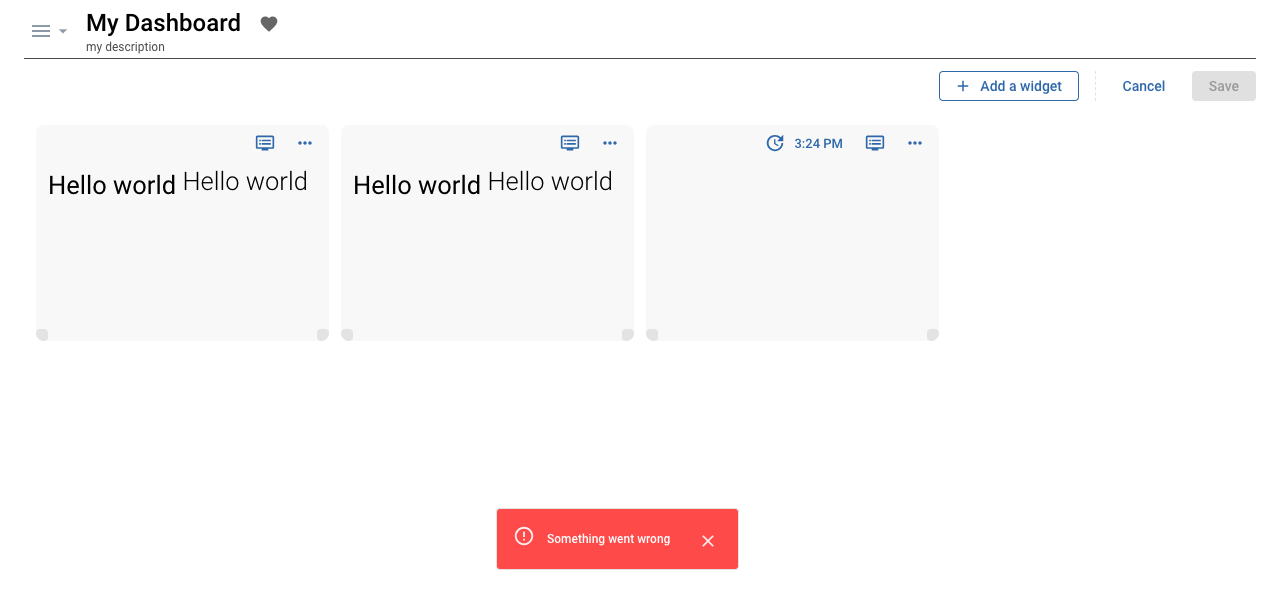 My Dashboard
my description
Add a widget
Cancel
Save
Hello world Hello world
Hello world Hello world
3:24 PM
Something went wrong